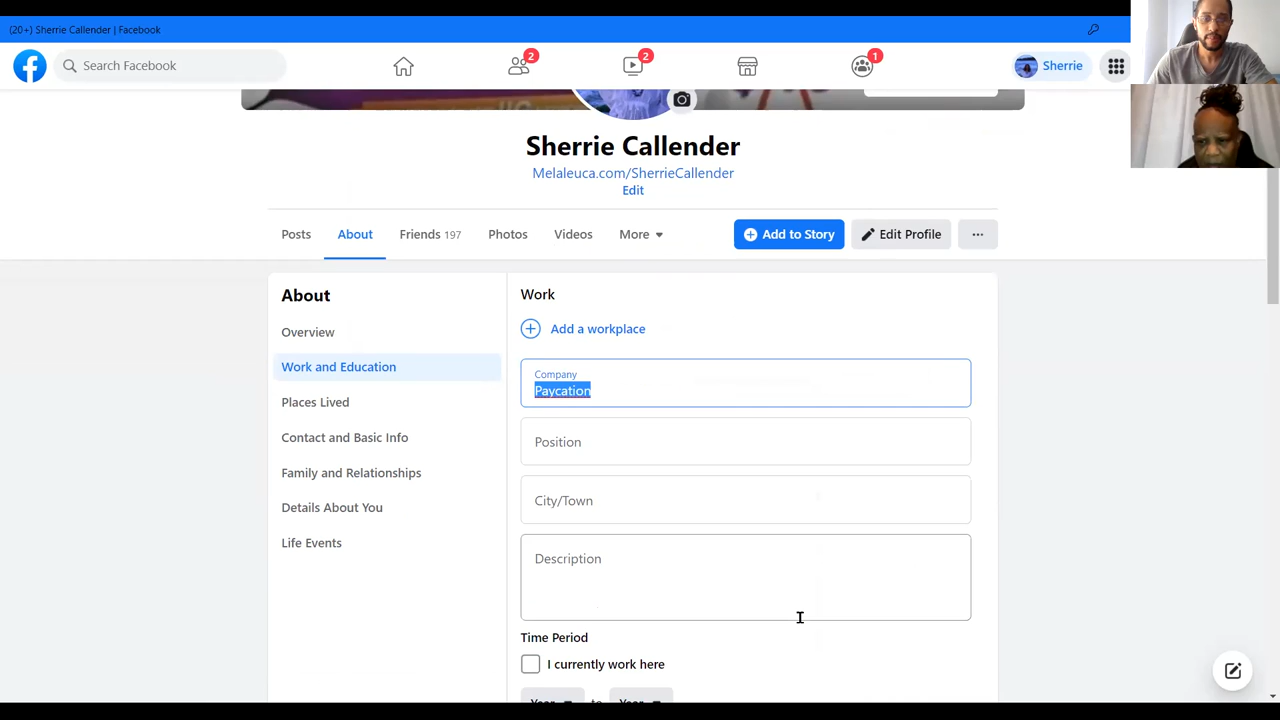 (20+) Sherrie Callender | Facebook
Search Facebook
2
2
1
Sherrie
Sherrie Callender
Melaleuca.com/SherrieCallender
Edit
Posts
About
Friends 197
Photos
Videos
More
Add to Story
Edit Profile
About
Overview
Work and Education
Places Lived
Contact and Basic Info
Family and Relationships
Details About You
Life Events
Work
Add a workplace
Company
Paycation
Position
City/Town
Description
Time Period
I currently work here
Year to Year